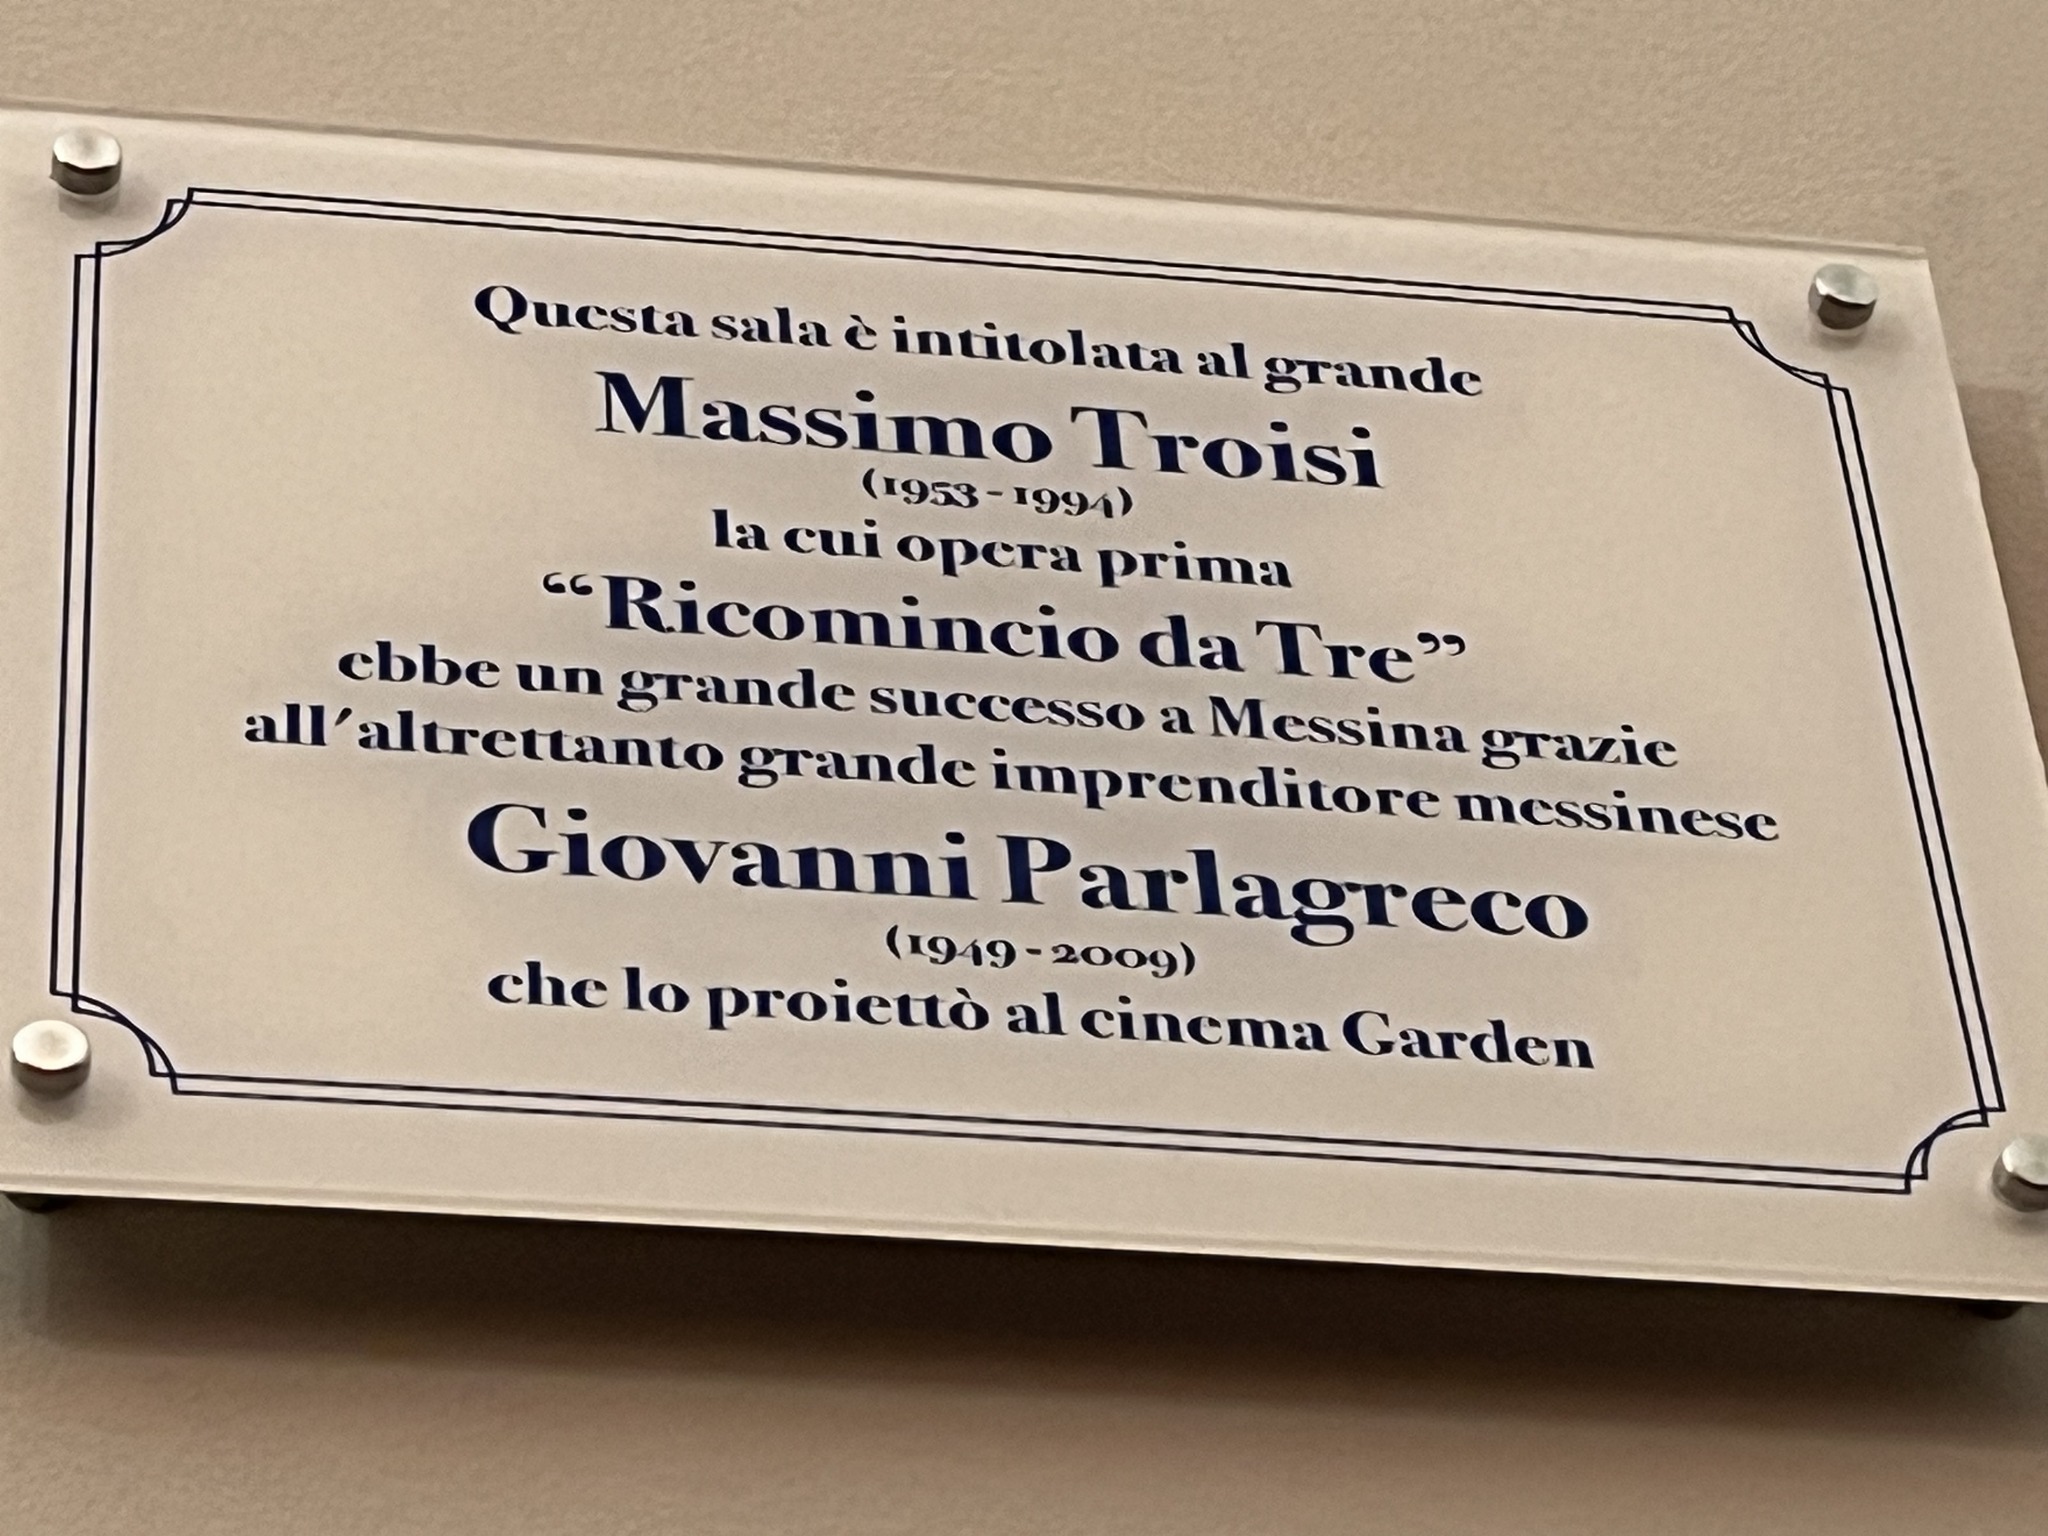 Questa sala è intitolata al grande
Massimo Troisi
(1953 - 1994)
la cui opera prima
“Ricomincio da Tre”
ebbe un grande successo a Messina grazie
all'altrettanto grande imprenditore messinese
Giovanni Parlagreco
(1949 - 2009)
che lo proiettò al cinema Garden